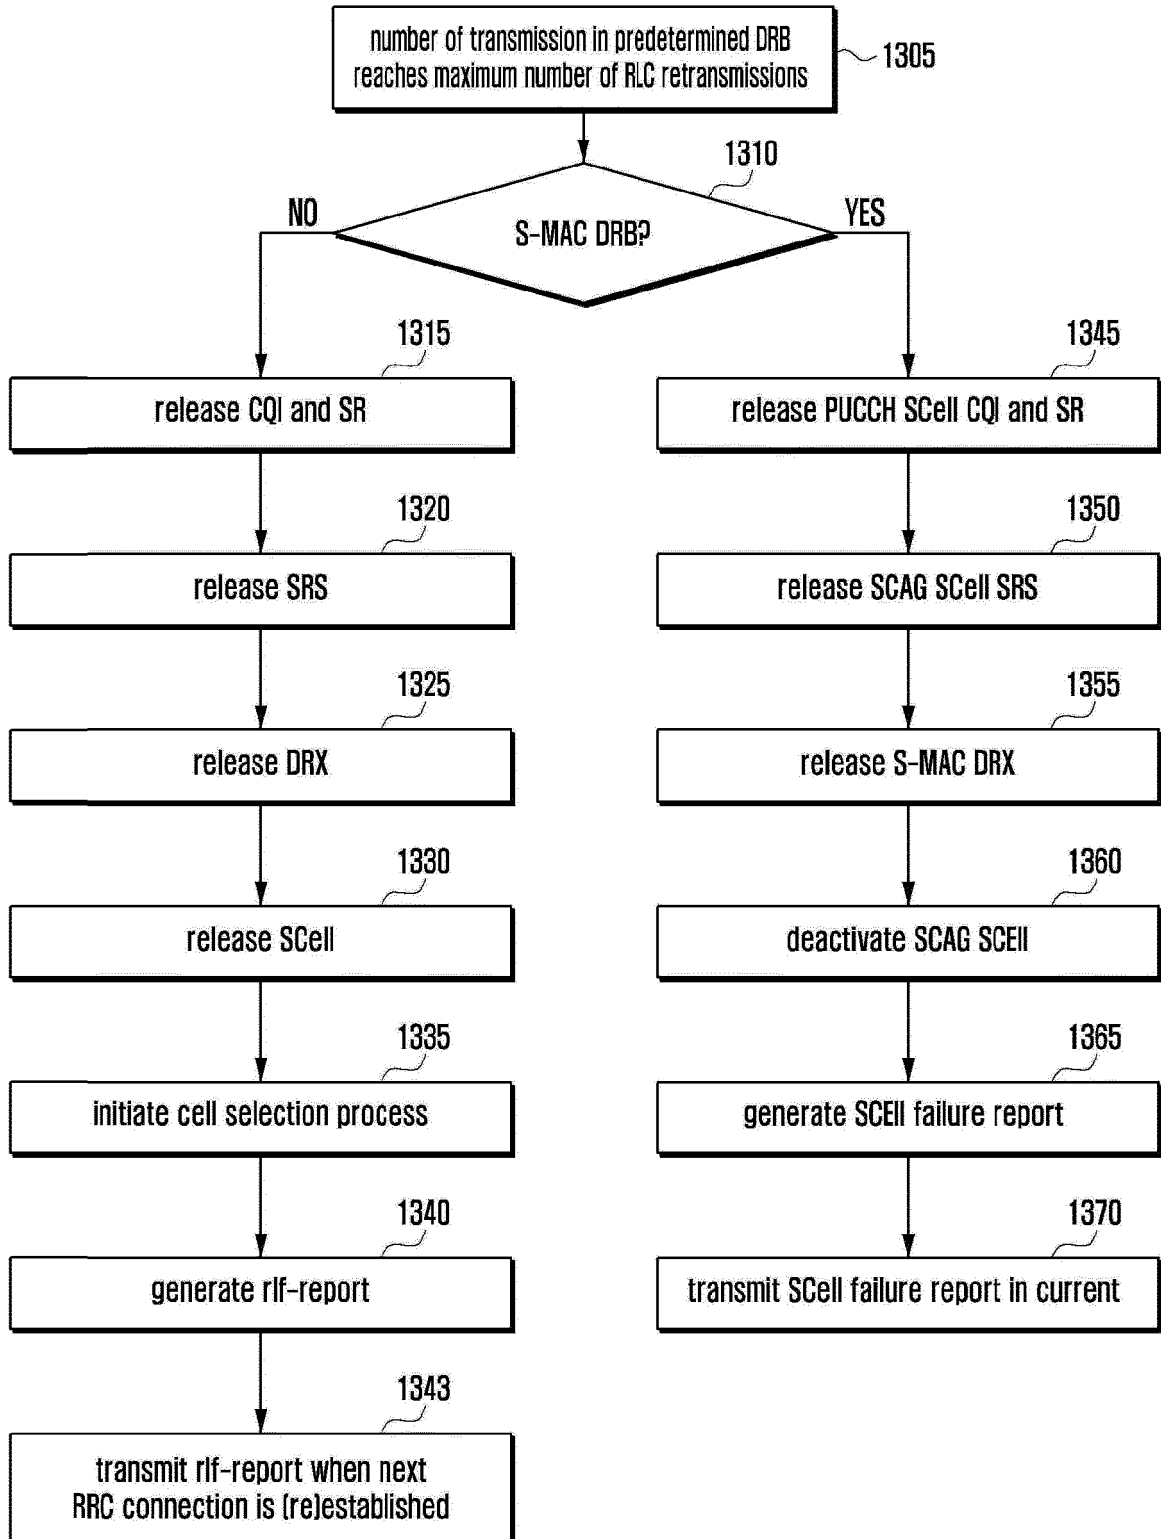 number of transmission in predetermined DRB
reaches maximum number of RLC retransmissions
1305
1310
S-MAC DRB?
NO
YES
1315
release CQI and SR
1320
release SRS
1325
release DRX
1330
release SCell
1335
initiate cell selection process
1340
generate rlf-report
1343
transmit rlf-report when next
RRC connection is (re)established
1345
release PUCCH SCell CQI and SR
1350
release SCAG SCell SRS
1355
release S-MAC DRX
1360
deactivate SCAG SCEll
1365
generate SCEll failure report
1370
transmit SCell failure report in current